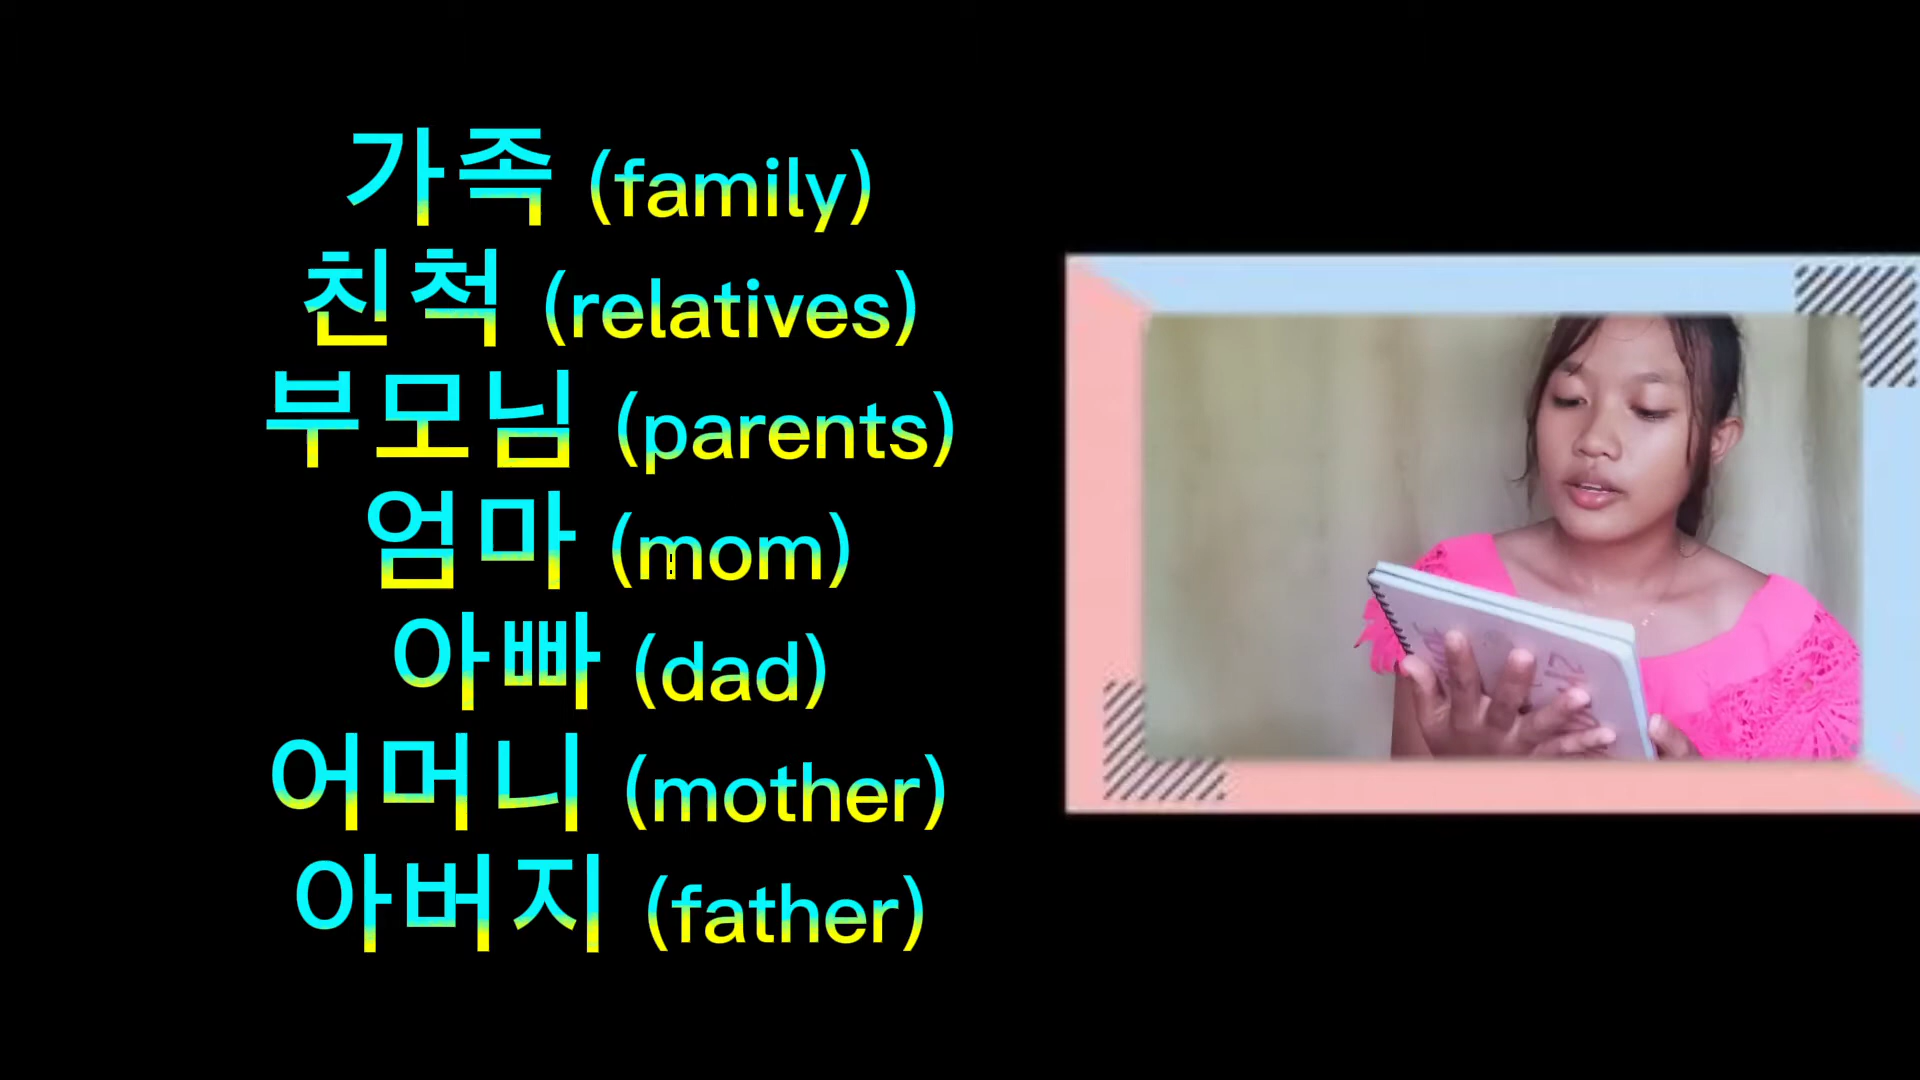 가족 (family)
친척 (relatives)
부모님 (parents)
엄마 (mom)
아빠 (dad)
어머니 (mother)
아버지 (father)